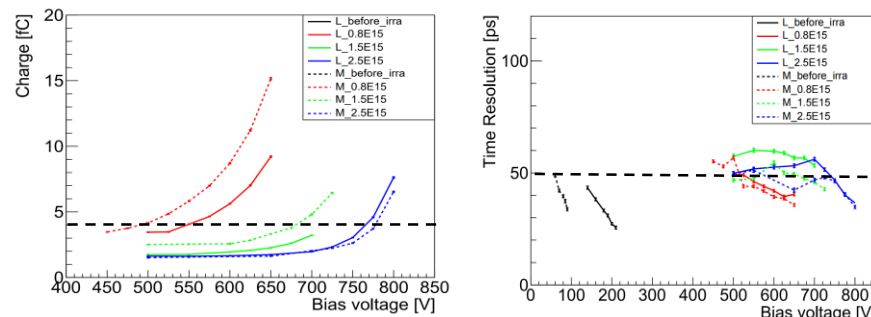 Charge [fC]
20
15
10
5
0
400 450 500 550 600 650 700 750 800 850
Bias voltage [V]
L_before_irra
L_0.8E15
L_1.5E15
L_2.5E15
M_before_irra
M_0.8E15
M_1.5E15
M_2.5E15
Time Resolution [ps]
100
50
0
0 100 200 300 400 500 600 700 800
Bias voltage [V
L_before_irra
L_0.8E15
L_1.5E15
L_2.5E15
M_before_irra
M_0.8E15
M_1.5E15
M_2.5E15